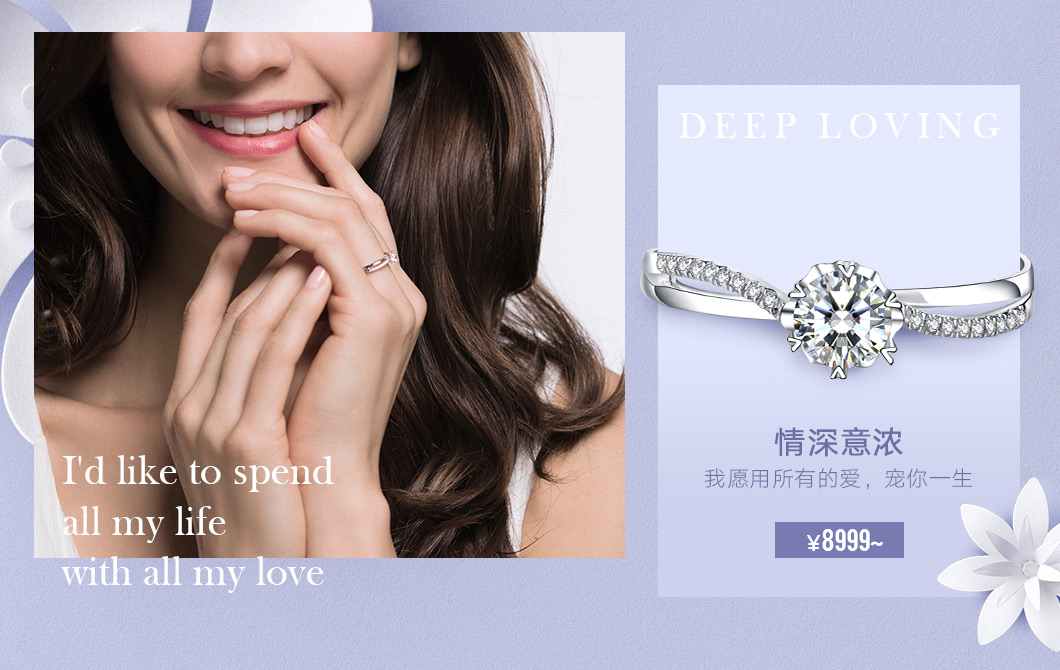 I'd like to spend
all my life
with all my love
DEEP LOVING
情深意浓
我愿用所有的爱，宠你一生
¥8999~